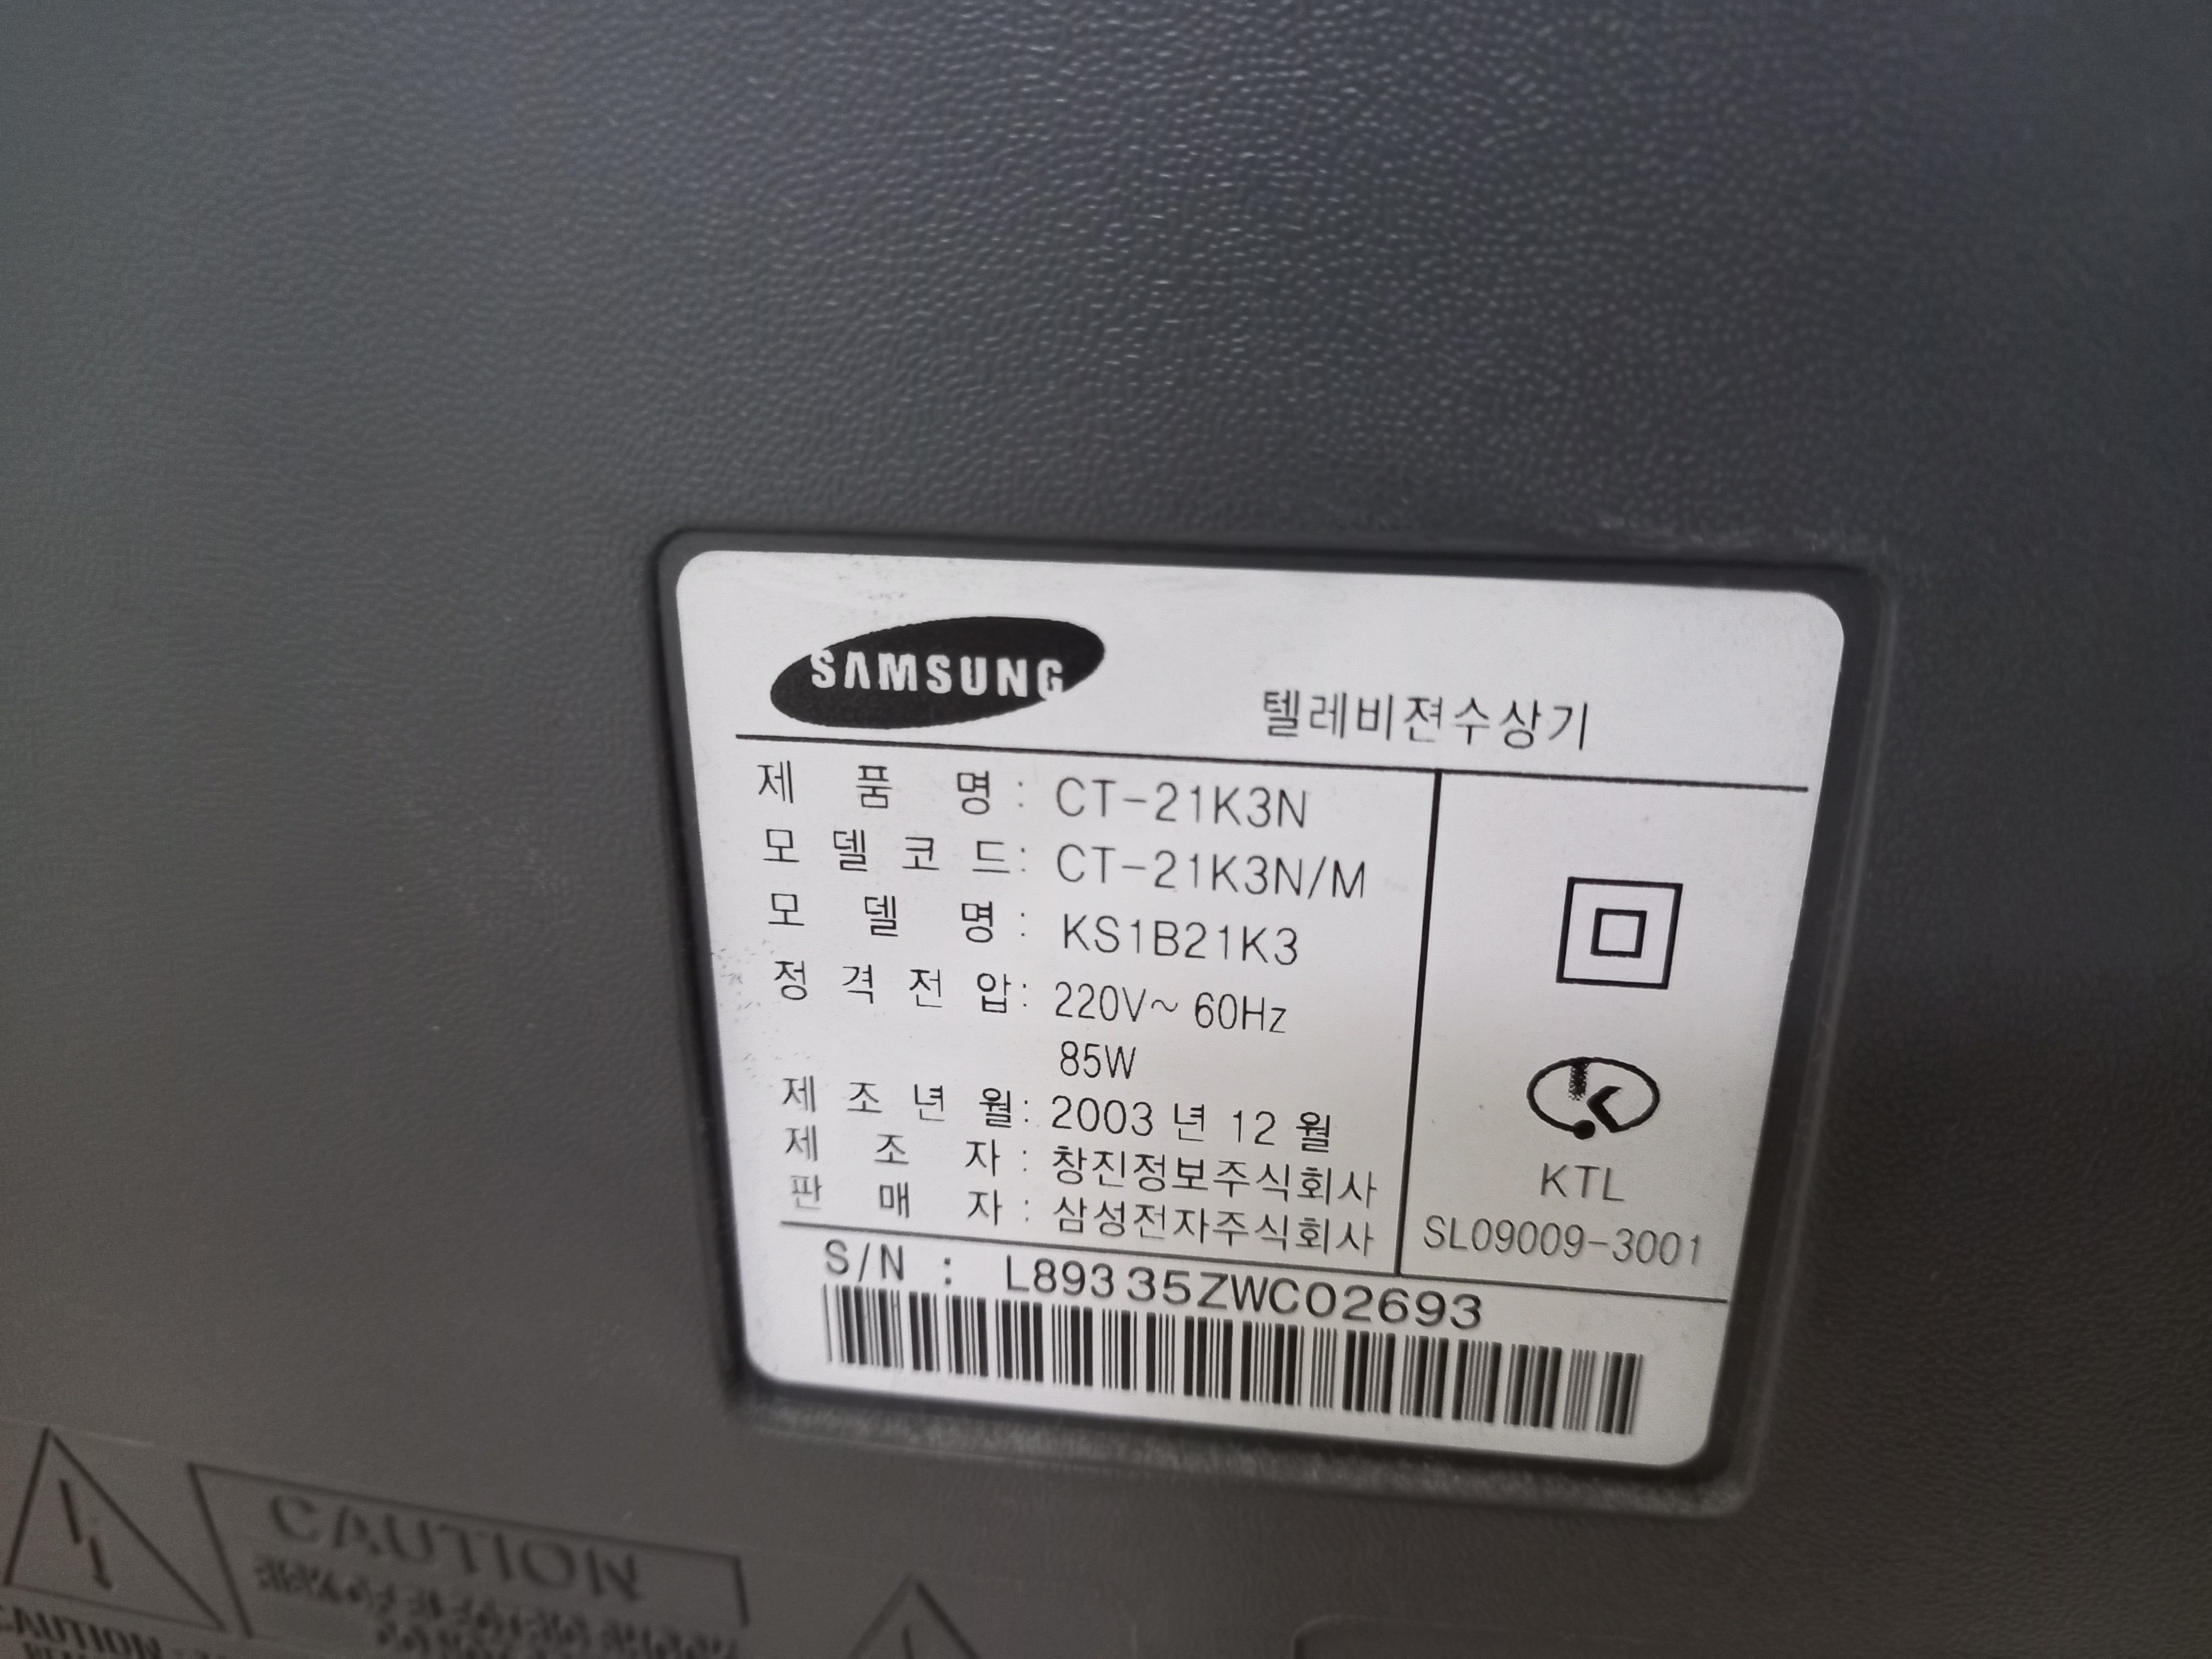 SAMSUNG
텔레비젼수상기
제 품 명 : CT-21K3N
모 델 코 드 : CT-21K3N/M
모 델 명 : KS1B21K3
정 격 전 압 : 220V~ 60Hz
85W
제 조 년 월 : 2003 년 12 월
제 조 자 : 창진정보주식회사
판 매 자 : 삼성전자주식회사
KTL
SL09009-3001
S/N : L89335ZWC02693
CAUTION
CAUTION